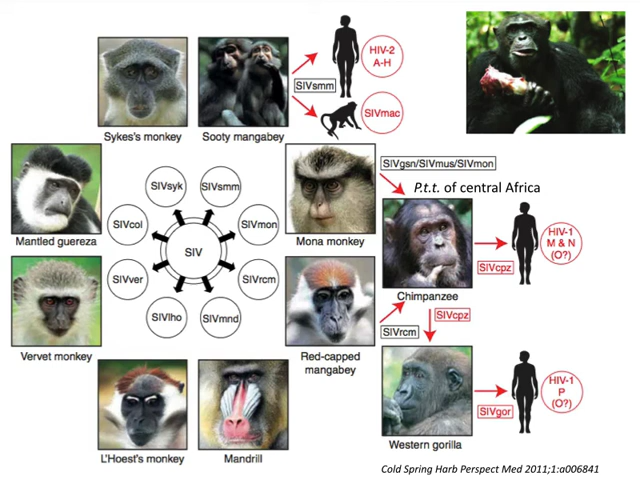 HIV-2
A-H
SIVsmm
SIVmac
Sykes's monkey
Sooty mangabey
SIVgsn/SIVmus/SIVmon
P.t.t. of central Africa
SIVsyk
SIVsmm
SIVcol
SIVmon
SIV
SIVver
SIVrcm
SIVlho
SIVmnd
Mantled guereza
Mona monkey
HIV-1
M & N
(O?)
SIVcpz
Chimpanzee
SIVcpz
SIVrcm
Vervet monkey
Red-capped
mangabey
HIV-1
P
(O?)
SIVgor
L'Hoest's monkey
Mandrill
Western gorilla
Cold Spring Harb Perspect Med 2011;1:a006841